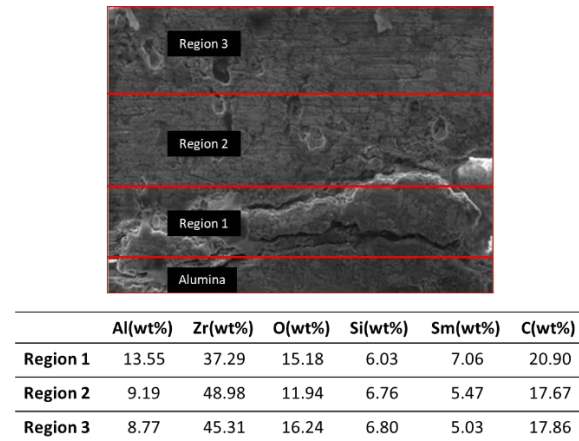 Region 3
Region 2
Region 1
Alumina
Al(wt%) Zr(wt%) O(wt%) Si(wt%) Sm(wt%) C(wt%)
Region 1 13.55 37.29 15.18 6.03 7.06 20.90
Region 2 9.19 48.98 11.94 6.76 5.47 17.67
Region 3 8.77 45.31 16.24 6.80 5.03 17.86